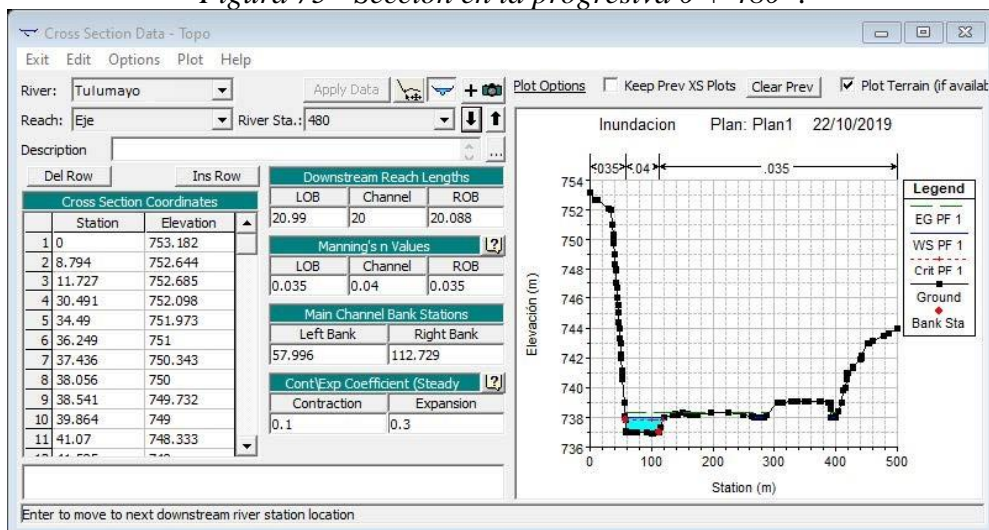 Figura 75 - Sección en la progresiva 0 + 480 .
Cross Section Data - Topo
Exit Edit Options Plot Help
River: Tulumayo
Apply Data
Reach: Eje
River Sta.: 480
Description
...
Del Row
Ins Row
Cross Section Coordinates
Station Elevation
1 0 753.182
2 8.794 752.644
3 11.727 752.685
4 30.491 752.098
5 34.49 751.973
6 36.249 751
7 37.436 750.343
8 38.056 750
9 38.541 749.732
10 39.864 749
11 41.07 748.333
Downstream Reach Lengths
LOB Channel ROB
20.99 20 20.088
Manning's n Values
LOB Channel ROB
0.035 0.04 0.035
Main Channel Bank Stations
Left Bank Right Bank
57.996 112.729
Cont\Exp Coefficient (Steady
Contraction Expansion
0.1 0.3
Plot Options
Keep Prev XS Plots
Clear Prev
Plot Terrain (if availab
Inundacion Plan: Plan1 22/10/2019
.035 .04 .035
754
752
750
748
746
744
742
740
738
736
Elevación (m)
0 100 200 300 400 500
Station (m)
Legend
EG PF 1
WS PF 1
Crit PF 1
Ground
Bank Sta
Enter to move to next downstream river station location